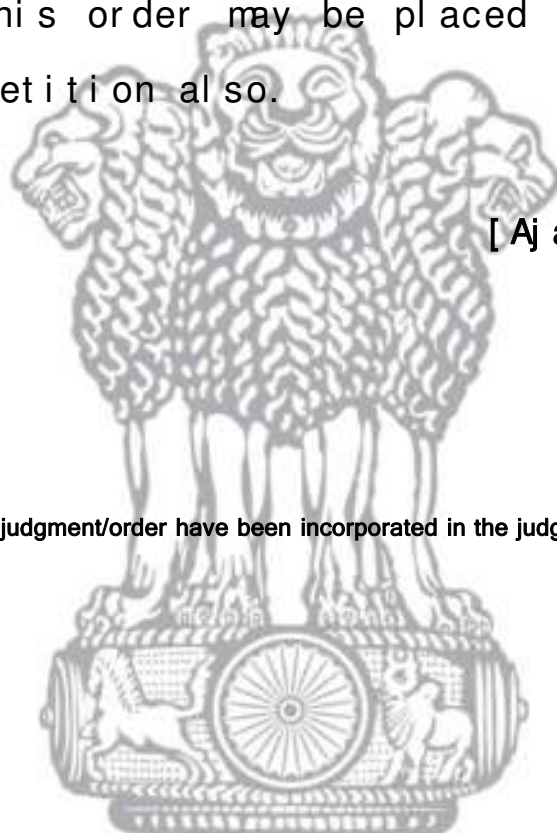 his order may be placed
etition also.
[ Aj a
judgment/order have been incorporated in the judg